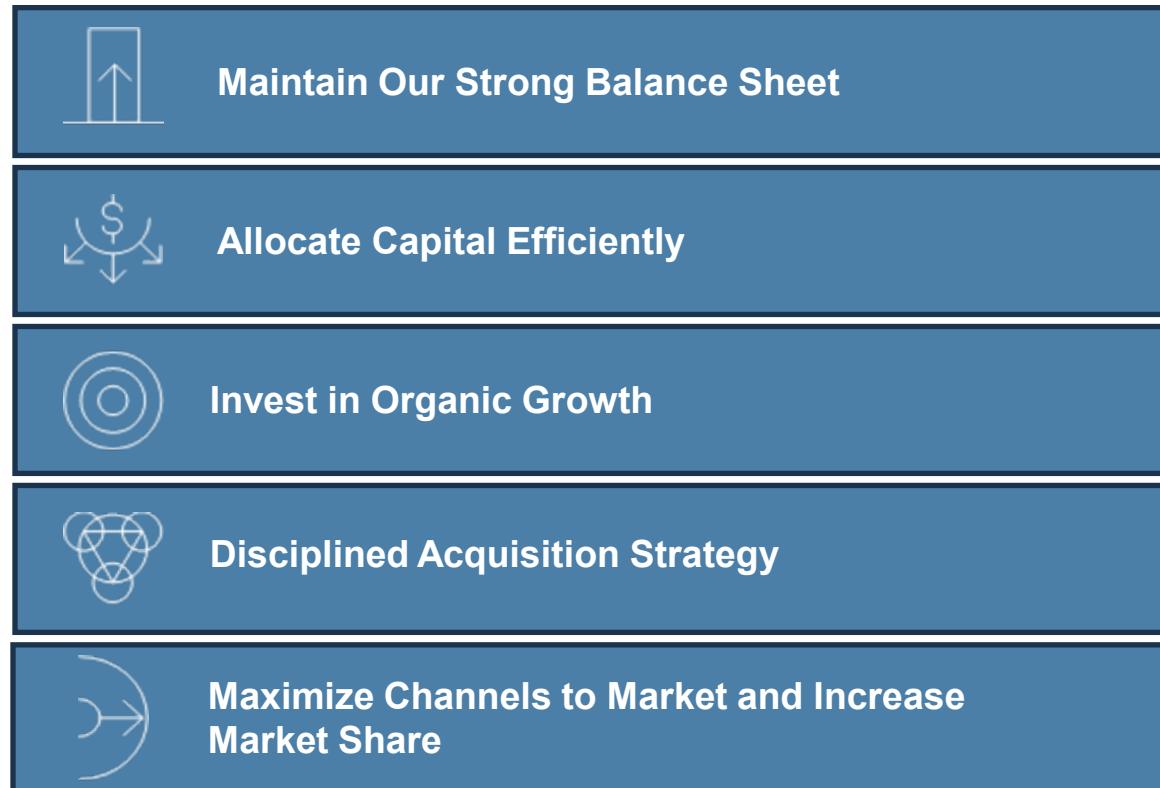 Maintain Our Strong Balance Sheet
$
Allocate Capital Efficiently
Invest in Organic Growth
Disciplined Acquisition Strategy
Maximize Channels to Market and Increase
Market Share